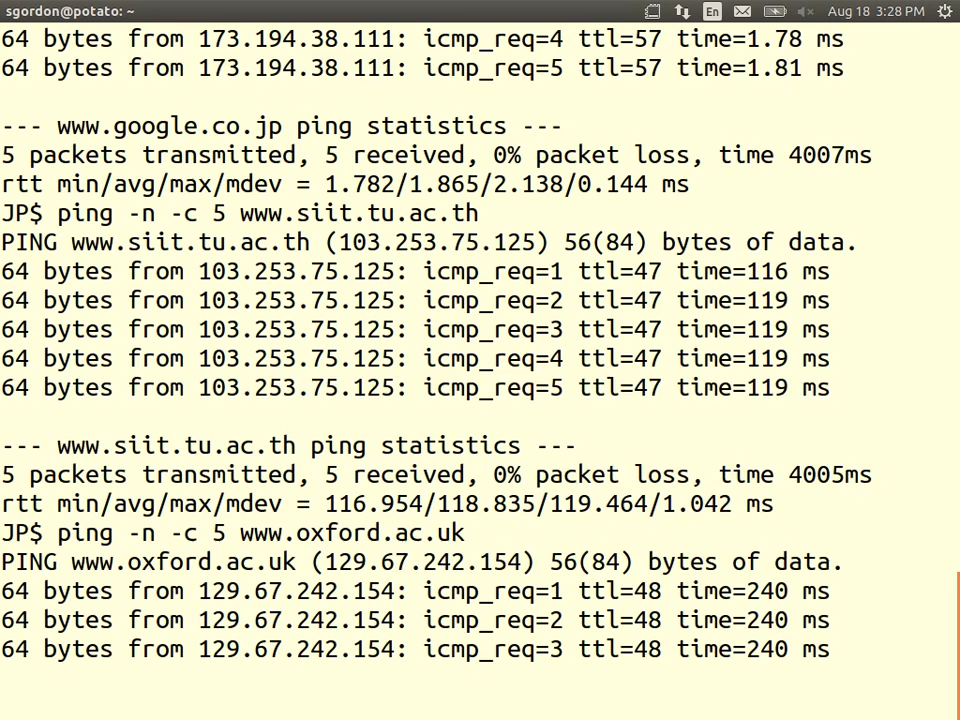 sgordon@potato: ~
En
Aug 18 3:28 PM
64 bytes from 173.194.38.111: icmp_req=4 ttl=57 time=1.78 ms
64 bytes from 173.194.38.111: icmp_req=5 ttl=57 time=1.81 ms
--- www.google.co.jp ping statistics ---
5 packets transmitted, 5 received, 0% packet loss, time 4007ms
rtt min/avg/max/mdev = 1.782/1.865/2.138/0.144 ms
JP$ ping -n -c 5 www.siit.tu.ac.th
PING www.siit.tu.ac.th (103.253.75.125) 56(84) bytes of data.
64 bytes from 103.253.75.125: icmp_req=1 ttl=47 time=116 ms
64 bytes from 103.253.75.125: icmp_req=2 ttl=47 time=119 ms
64 bytes from 103.253.75.125: icmp_req=3 ttl=47 time=119 ms
64 bytes from 103.253.75.125: icmp_req=4 ttl=47 time=119 ms
64 bytes from 103.253.75.125: icmp_req=5 ttl=47 time=119 ms
--- www.siit.tu.ac.th ping statistics ---
5 packets transmitted, 5 received, 0% packet loss, time 4005ms
rtt min/avg/max/mdev = 116.954/118.835/119.464/1.042 ms
JP$ ping -n -c 5 www.oxford.ac.uk
PING www.oxford.ac.uk (129.67.242.154) 56(84) bytes of data.
64 bytes from 129.67.242.154: icmp_req=1 ttl=48 time=240 ms
64 bytes from 129.67.242.154: icmp_req=2 ttl=48 time=240 ms
64 bytes from 129.67.242.154: icmp_req=3 ttl=48 time=240 ms